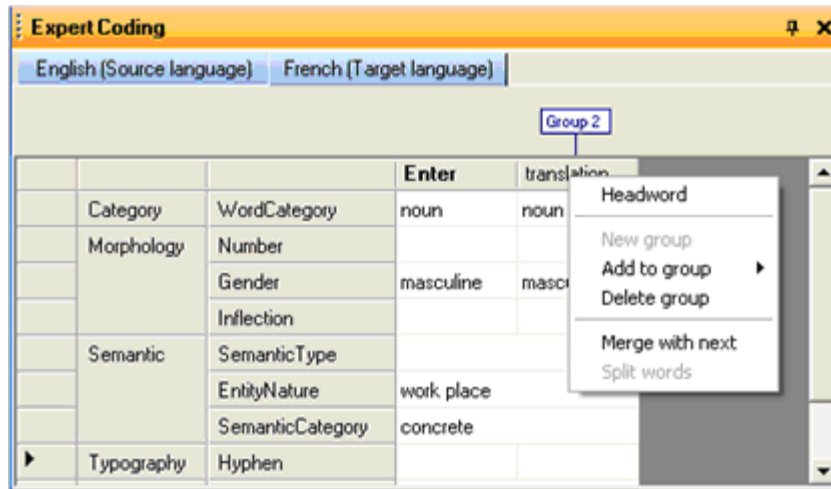 Expert Coding
English (Source language) French (Target language)
Group 2
Enter translation
Category WordCategory noun noun
Morphology Number
Gender masculine
Inflection
Semantic SemanticType
EntityNature work place
SemanticCategory concrete
Typography Hyphen
Headword
New group
Add to group
Delete group
Merge with next
Split words